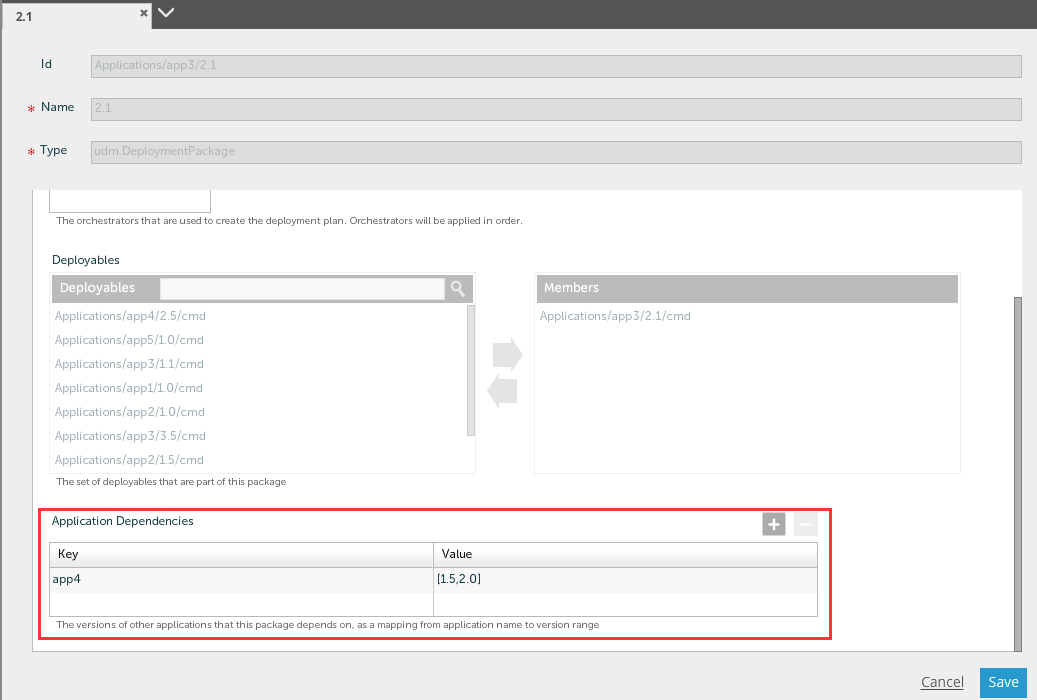 2.1
Id
Applications/app3/2.1
* Name
2.1
* Type
udm.DeploymentPackage
The orchestrators that are used to create the deployment plan. Orchestrators will be applied in order.
Deployables
Deployables
Applications/app4/2.5/cmd
Applications/app5/1.0/cmd
Applications/app3/1.1/cmd
Applications/app1/1.0/cmd
Applications/app2/1.0/cmd
Applications/app3/3.5/cmd
Applications/app2/1.5/cmd
The set of deployables that are part of this package
Members
Applications/app3/2.1/cmd
Application Dependencies
Key Value
app4 [1.5,2.0]
The versions of other applications that this package depends on, as a mapping from application name to version range
Cancel Save